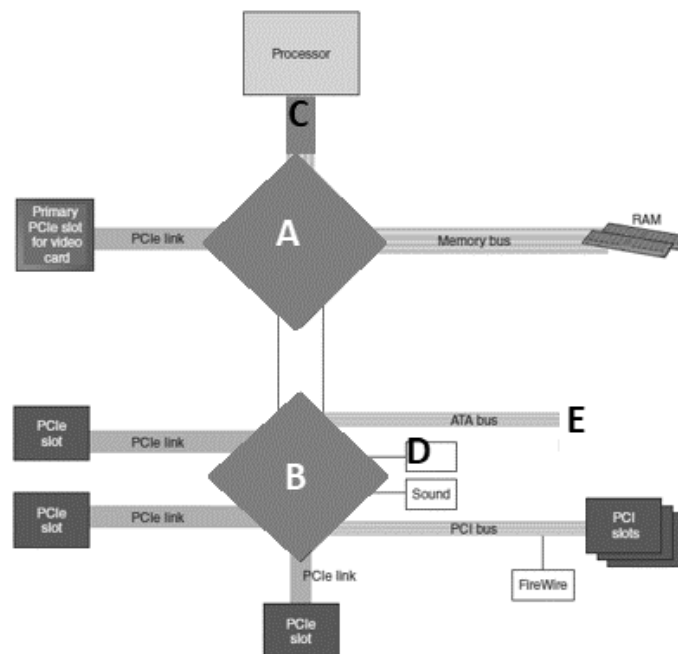 Processor
C
Primary
PCIe slot
for video
card
PCIe link
A
Memory bus
RAM
PCIe
slot
PCIe link
ATA bus
E
D
B
Sound
PCIe
slot
PCIe link
PCI bus
PCI
slots
PCIe link
FireWire
PCIe
slot